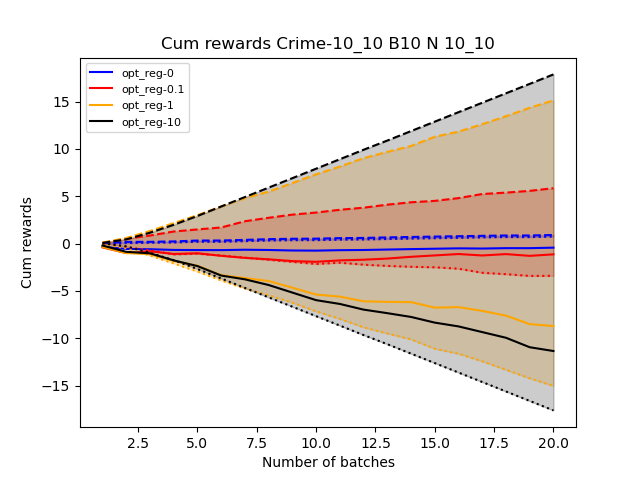 Cum rewards Crime-10_10 B10 N 10_10
opt_reg-0
opt_reg-0.1
opt_reg-1
opt_reg-10
Cum rewards
15
10
5
0
−5
−10
−15
2.5 5.0 7.5 10.0 12.5 15.0 17.5 20.0
Number of batches